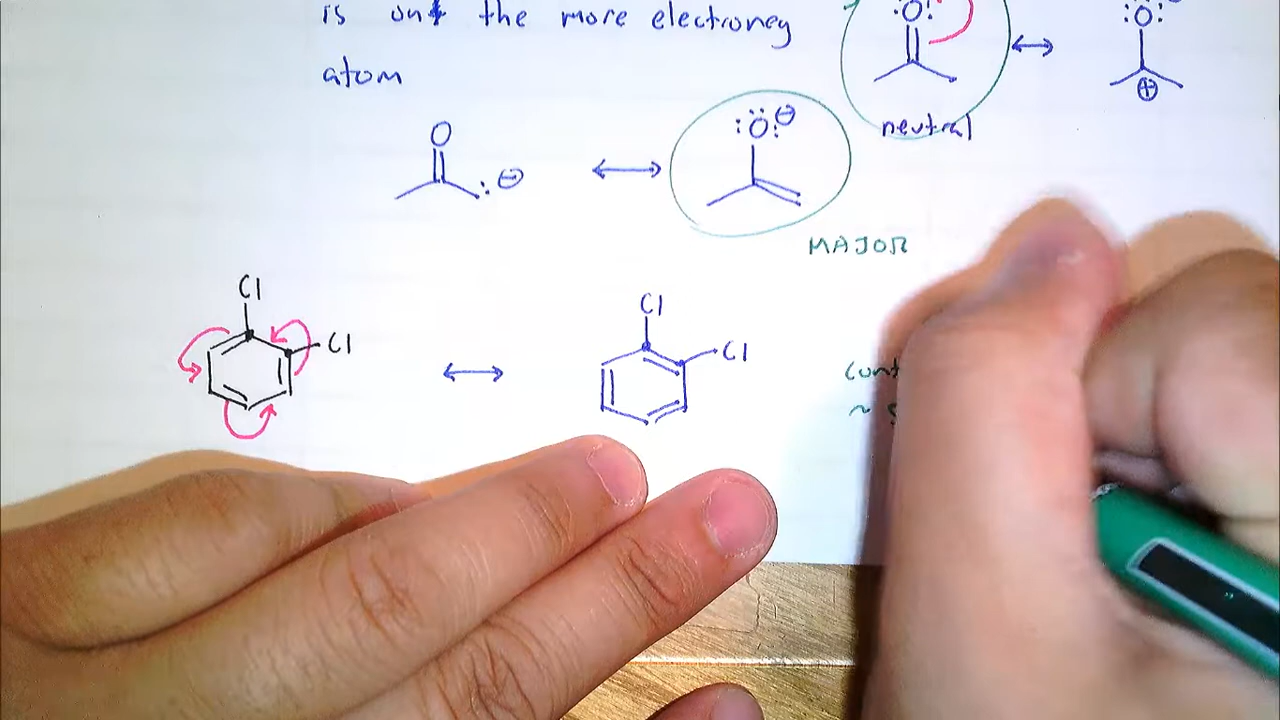 is on the more electroneg
atom
:O:
:O:
⊕
neutral
O
:⊖
:O:⊖
MAJOR
Cl
Cl
Cl
Cl